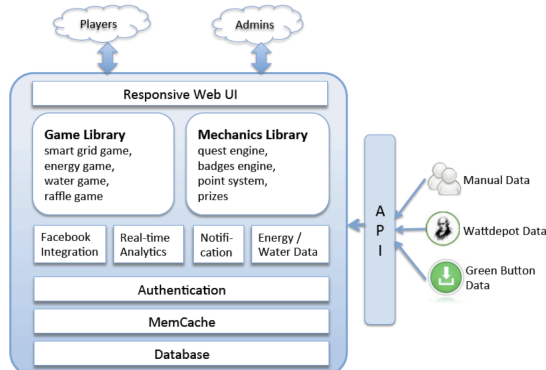 Players
Admins
Responsive Web UI
Game Library
smart grid game,
energy game,
water game,
raffle game
Mechanics Library
quest engine,
badges engine,
point system,
prizes
Facebook
Integration
Real-time
Analytics
Notifi-
cation
Energy /
Water Data
Authentication
MemCache
Database
A
P
I
Manual Data
Wattdepot Data
Green Button
Data